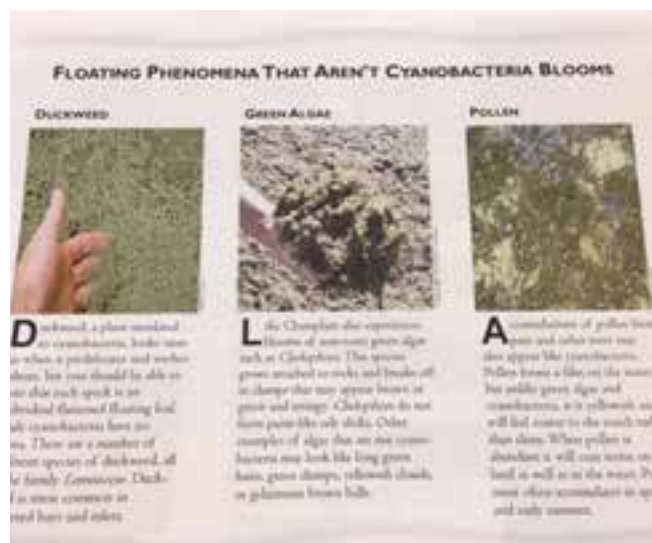 FLOATING PHENOMENA THAT AREN'T CYANOBACTERIA BLOOMS
DUCKWEED
Duckweed, a plant unrelated
to cyanobacteria, looks
when it proliferates and washes
but you should be able to
that each speck is an
flattened floating leaf.
cyanobacteria have no
There are a number of
species of duckweed, all
family Lemnaceae. Duck-
is most common in
bays and inlets.
GREEN ALGAE
Lake Champlain also experiences
blooms of non-toxic green algae
such as Cladophora. This species
grows attached to rocks and breaks off
in clumps that may appear brown or
green and stringy. Cladophora do not
form paint-like oily slicks. Other
examples of algae that are not cyano-
bacteria may look like long green
hairs, green clumps, yellowish clouds,
or gelatinous brown balls.
POLLEN
Accumulations of pollen from
and other trees may
also appear like cyanobacteria.
Pollen forms a film on the water,
but unlike green algae and
cyanobacteria, it is yellowish and
will feel coarse to the touch rather
than slimy. When pollen is
abundant it will coat items on
land as well as in the water. Pollen
most often accumulates in
and early summer.